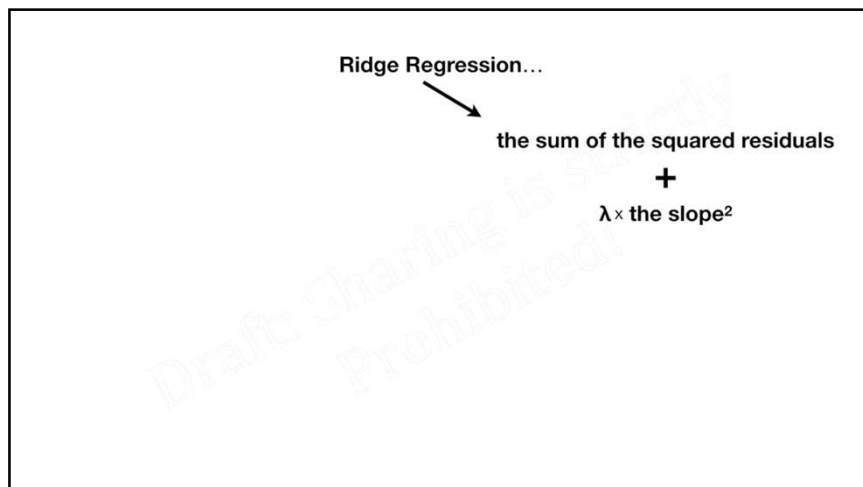 Ridge Regression...
the sum of the squared residuals
+
λ × the slope²
Draft: Sharing is strictly
Prohibited!